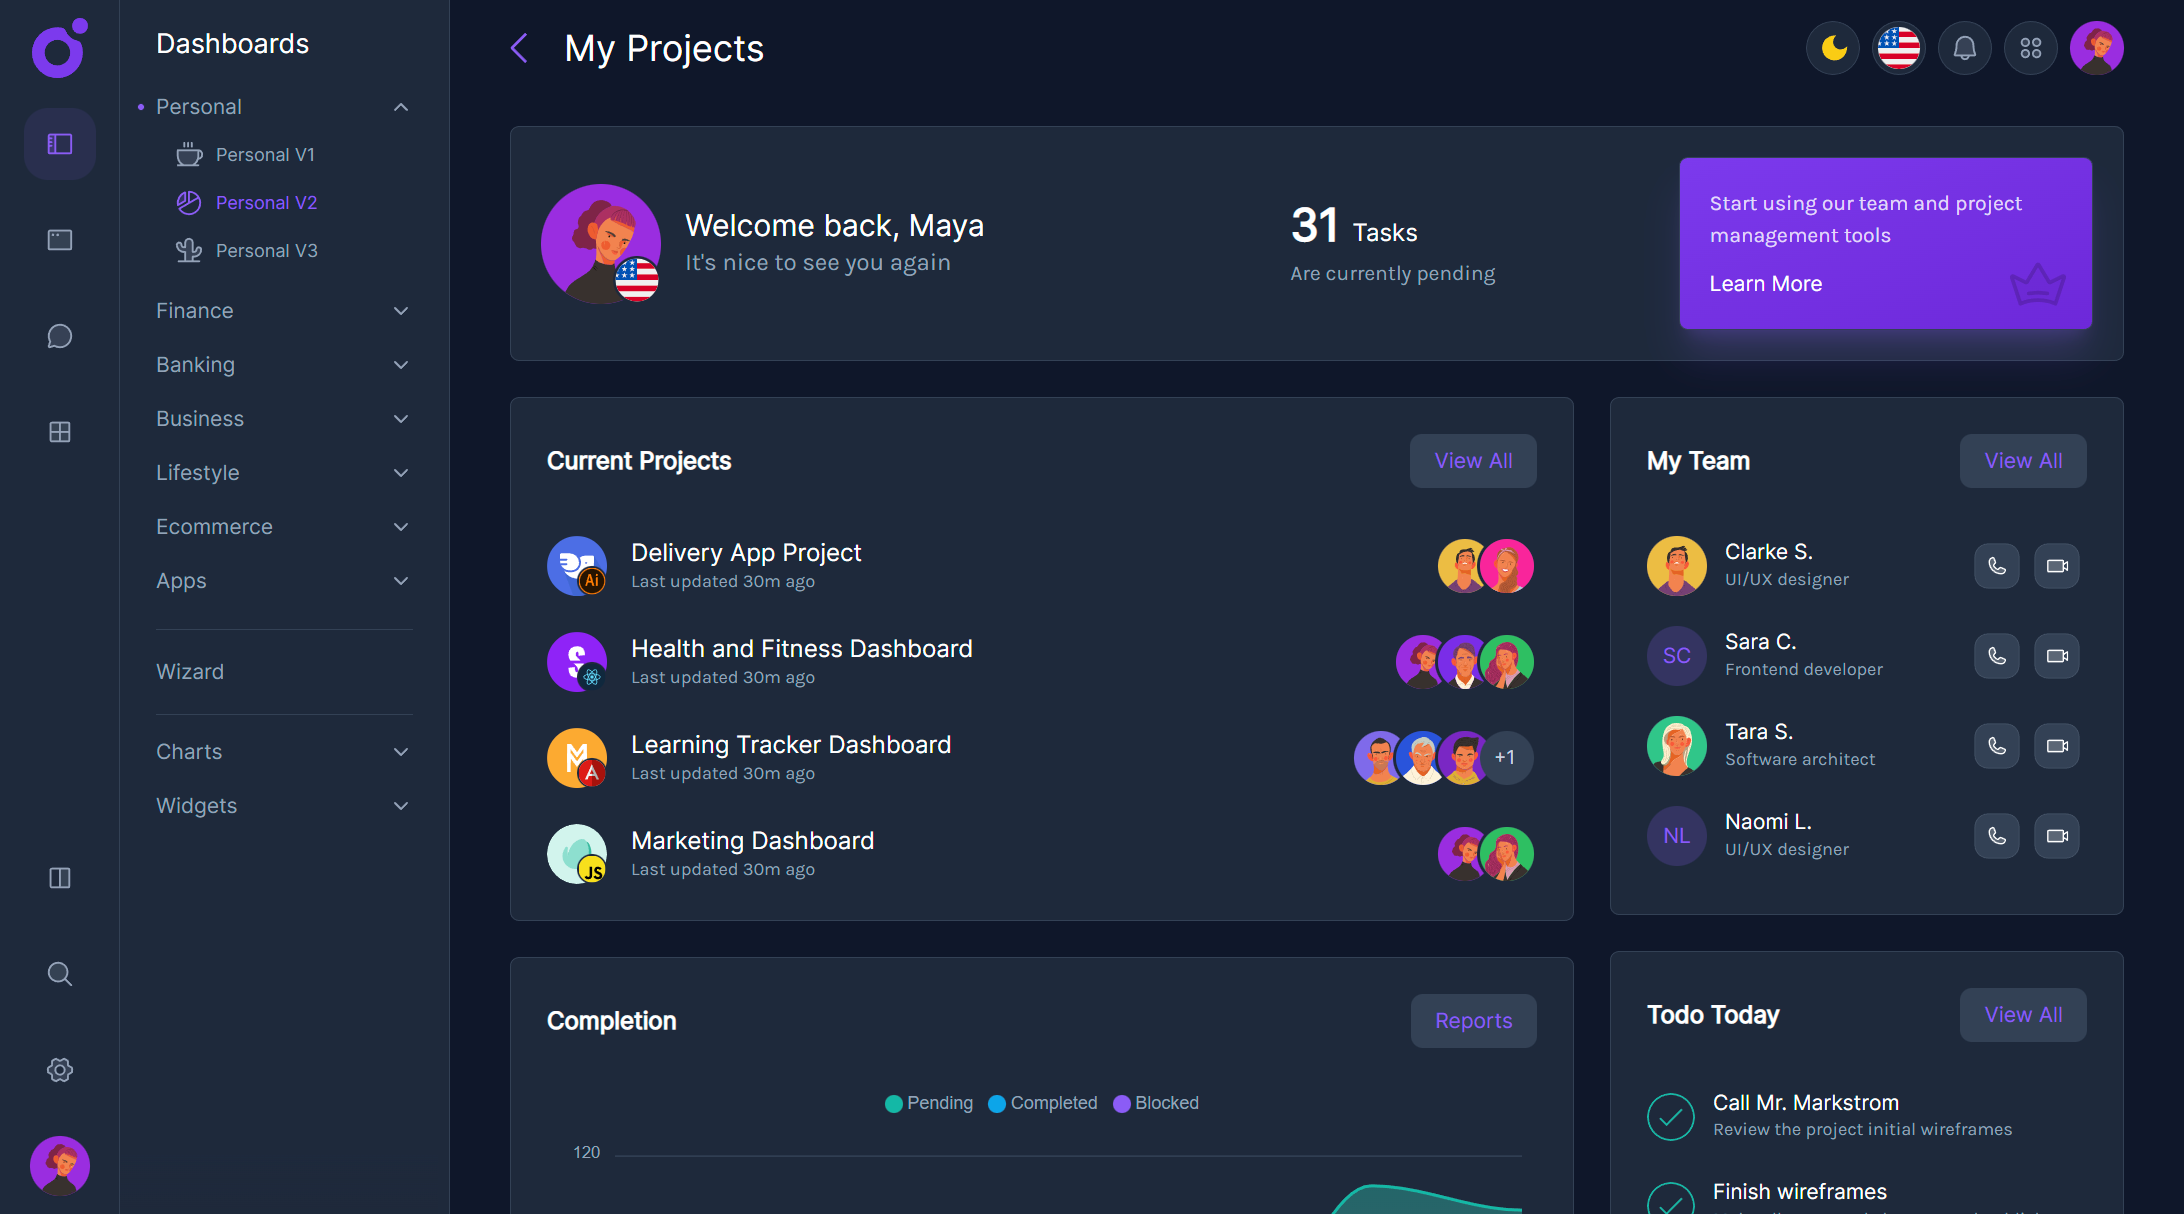 Dashboards
Personal
Personal V1
Personal V2
Personal V3
Finance
Banking
Business
Lifestyle
Ecommerce
Apps
Wizard
Charts
Widgets
My Projects
Welcome back, Maya
It's nice to see you again
31 Tasks
Are currently pending
Start using our team and project
management tools
Learn More
Current Projects
View All
Delivery App Project
Last updated 30m ago
Ai
Health and Fitness Dashboard
Last updated 30m ago
Learning Tracker Dashboard
Last updated 30m ago
+1
Marketing Dashboard
Last updated 30m ago
JS
My Team
View All
Clarke S.
UI/UX designer
SC
Sara C.
Frontend developer
Tara S.
Software architect
NL
Naomi L.
UI/UX designer
Completion
Reports
Pending
Completed
Blocked
120
Todo Today
View All
Call Mr. Markstrom
Review the project initial wireframes
Finish wireframes